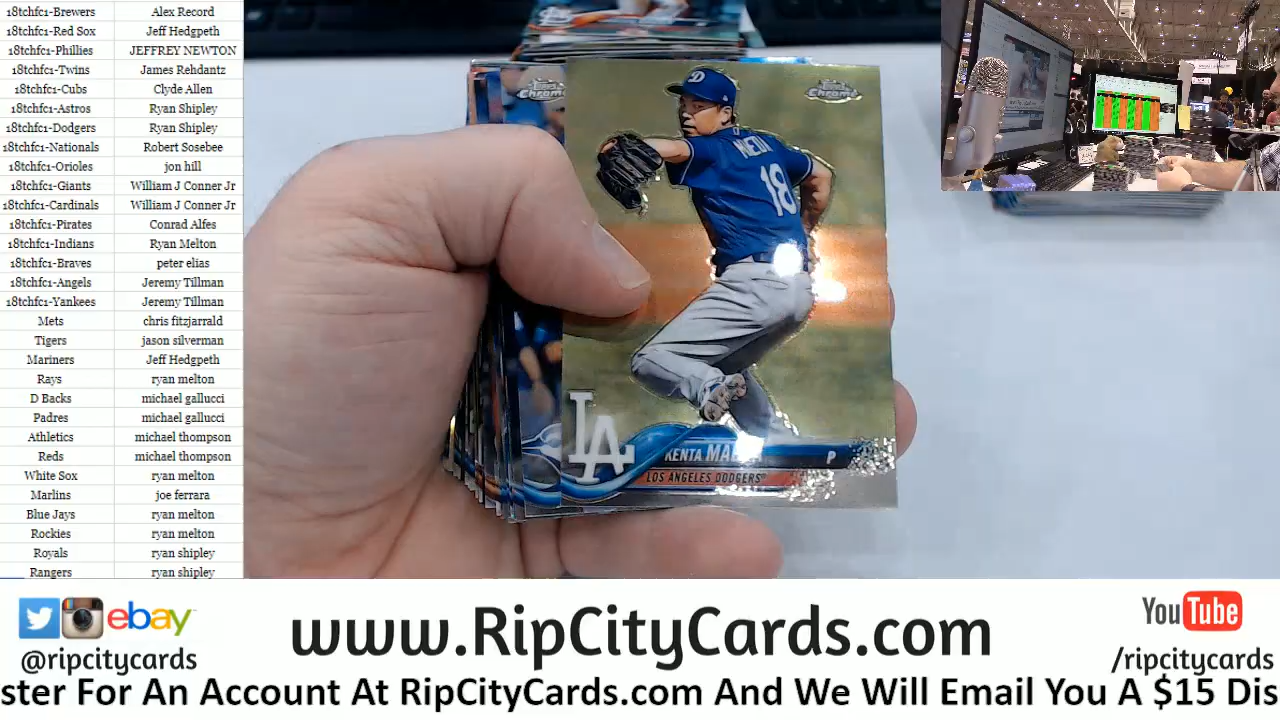 18tchfc1-Brewers Alex Record
18tchfc1-Red Sox Jeff Hedgpeth
18tchfc1-Phillies JEFFREY NEWTON
18tchfc1-Twins James Rehdantz
18tchfc1-Cubs Clyde Allen
18tchfc1-Astros Ryan Shipley
18tchfc1-Dodgers Ryan Shipley
18tchfc1-Nationals Robert Sosebee
18tchfc1-Orioles jon hill
18tchfc1-Giants William J Conner Jr
18tchfc1-Cardinals William J Conner Jr
18tchfc1-Pirates Conrad Alfes
18tchfc1-Indians Ryan Melton
18tchfc1-Braves peter elias
18tchfc1-Angels Jeremy Tillman
18tchfc1-Yankees Jeremy Tillman
Mets chris fitzjarrald
Tigers jason silverman
Mariners Jeff Hedgpeth
Rays ryan melton
D Backs michael gallucci
Padres michael gallucci
Athletics michael thompson
Reds michael thompson
White Sox ryan melton
Marlins joe ferrara
Blue Jays ryan melton
Rockies ryan melton
Royals ryan shipley
Rangers ryan shipley
Chrome
Topps Chrome
D
18
LA
KENTA P
LOS ANGELES DODGERS
ebay
@ripcitycards
www.RipCityCards.com
YouTube
/ripcitycards
ster For An Account At RipCityCards.com And We Will Email You A $15 Dis